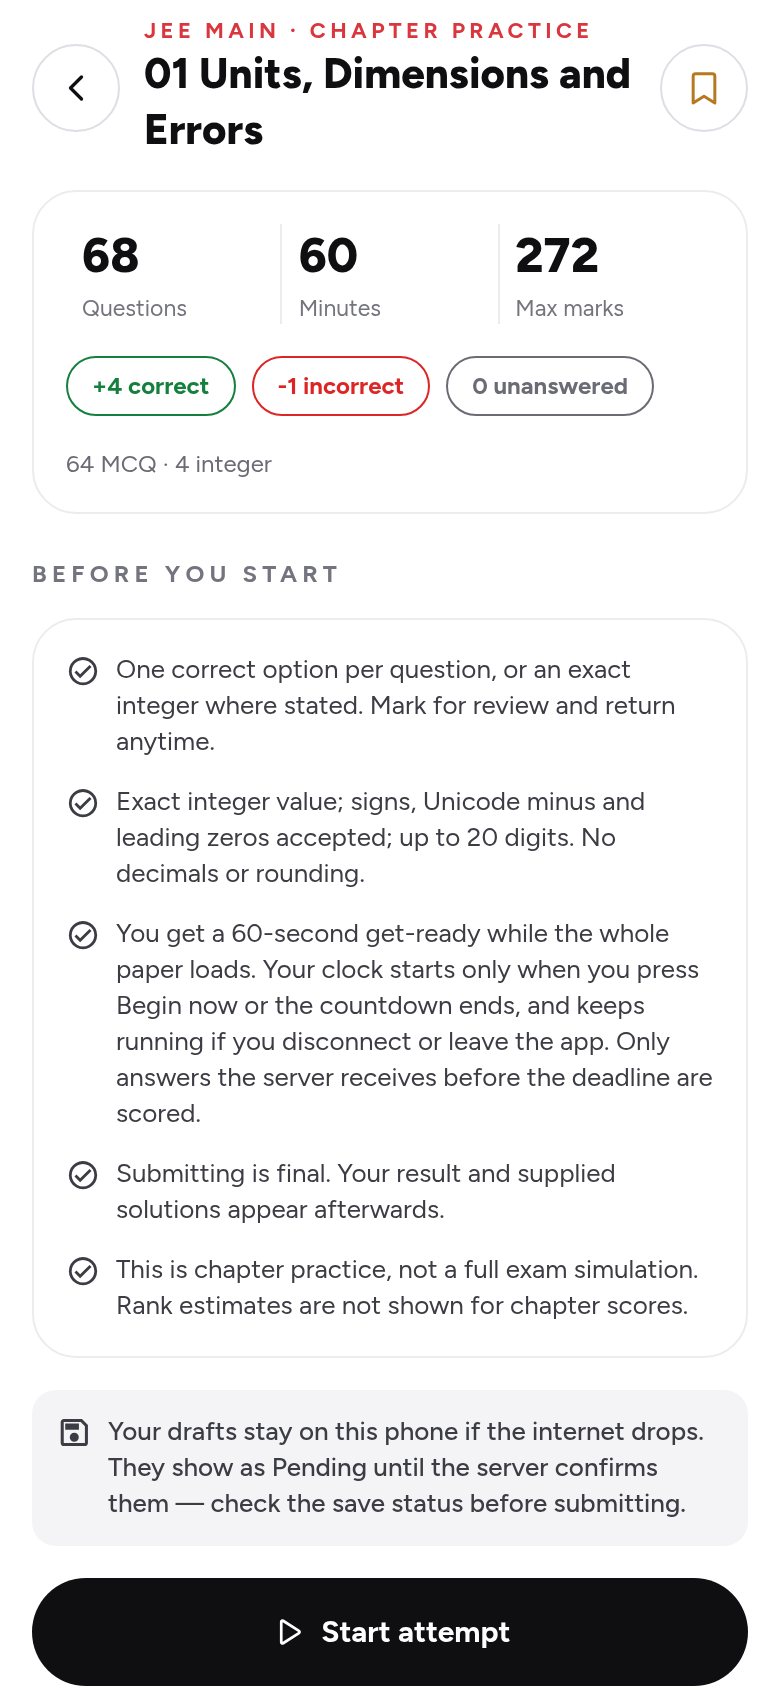 JEE MAIN · CHAPTER PRACTICE
01 Units, Dimensions and
Errors
68
Questions
60
Minutes
272
Max marks
+4 correct
-1 incorrect
0 unanswered
64 MCQ · 4 integer
BEFORE YOU START
One correct option per question, or an exact
integer where stated. Mark for review and return
anytime.
Exact integer value; signs, Unicode minus and
leading zeros accepted; up to 20 digits. No
decimals or rounding.
You get a 60-second get-ready while the whole
paper loads. Your clock starts only when you press
Begin now or the countdown ends, and keeps
running if you disconnect or leave the app. Only
answers the server receives before the deadline are
scored.
Submitting is final. Your result and supplied
solutions appear afterwards.
This is chapter practice, not a full exam simulation.
Rank estimates are not shown for chapter scores.
Your drafts stay on this phone if the internet drops.
They show as Pending until the server confirms
them — check the save status before submitting.
Start attempt